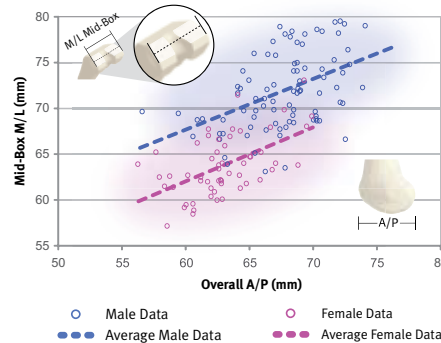 M/L Mid-Box
80
75
70
65
60
55
Mid-Box M/L (mm)
A/P
50 55 60 65 70 75 80
Overall A/P (mm)
Male Data Female Data
Average Male Data Average Female Data